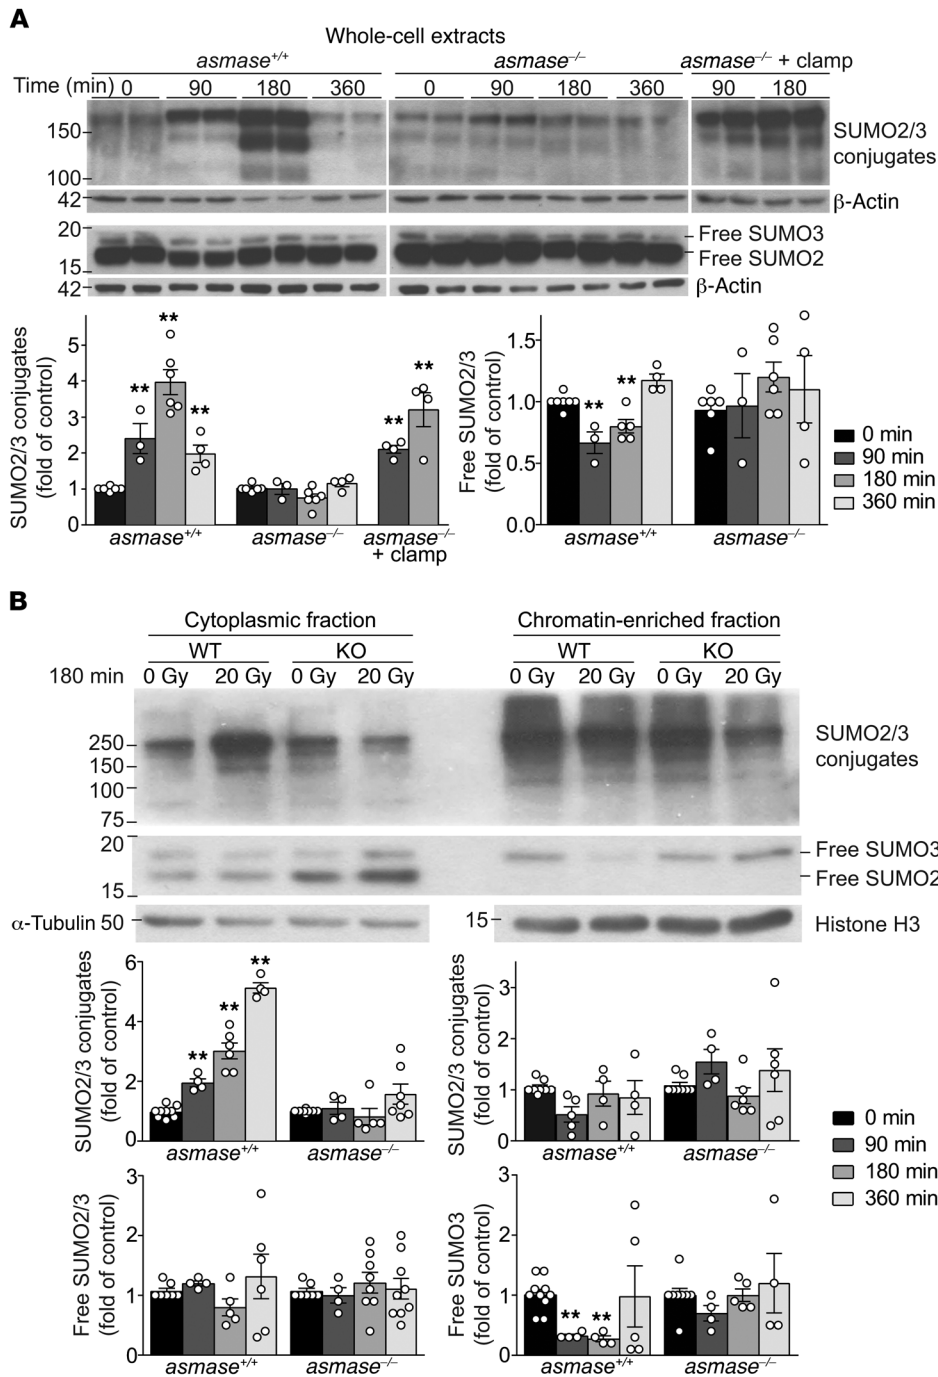 A
Whole-cell extracts
asmase+/+ asmase–/– asmase–/– + clamp
Time (min) 0 90 180 360 0 90 180 360 90 180
150
100
SUMO2/3
conjugates
42
β-Actin
20
15
Free SUMO3
Free SUMO2
42
β-Actin
SUMO2/3 conjugates
(fold of control)
5
4
3
2
1
0
** ** ** ** **
asmase+/+ asmase–/– asmase–/–
+ clamp
Free SUMO2/3
(fold of control)
1.5
1.0
0.5
0.0
** **
asmase+/+ asmase–/–
0 min
90 min
180 min
360 min
B
Cytoplasmic fraction Chromatin-enriched fraction
WT KO WT KO
180 min 0 Gy 20 Gy 0 Gy 20 Gy 0 Gy 20 Gy 0 Gy 20 Gy
250
150
100
75
SUMO2/3
conjugates
20
15
Free SUMO3
Free SUMO2
α-Tubulin 50 15 Histone H3
SUMO2/3 conjugates
(fold of control)
6
4
2
0
** ** **
asmase+/+ asmase–/–
SUMO2/3 conjugates
(fold of control)
3
2
1
0
asmase+/+ asmase–/–
0 min
90 min
180 min
360 min
Free SUMO2/3
(fold of control)
3
2
1
0
asmase+/+ asmase–/–
Free SUMO3
(fold of control)
3
2
1
0
** **
asmase+/+ asmase–/–